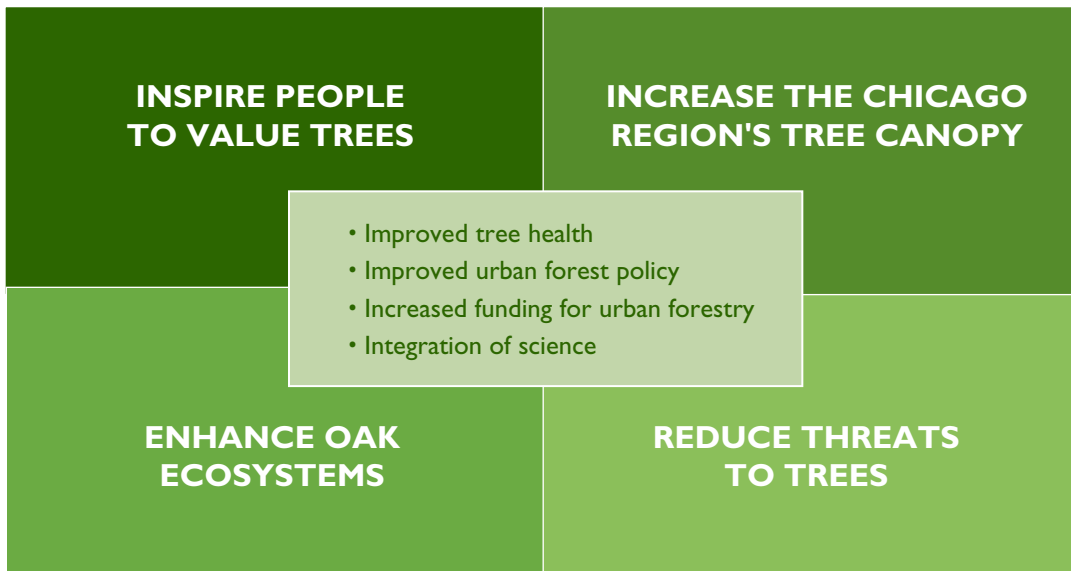 INSPIRE PEOPLE
TO VALUE TREES
INCREASE THE CHICAGO
REGION'S TREE CANOPY
• Improved tree health
• Improved urban forest policy
• Increased funding for urban forestry
• Integration of science
ENHANCE OAK
ECOSYSTEMS
REDUCE THREATS
TO TREES